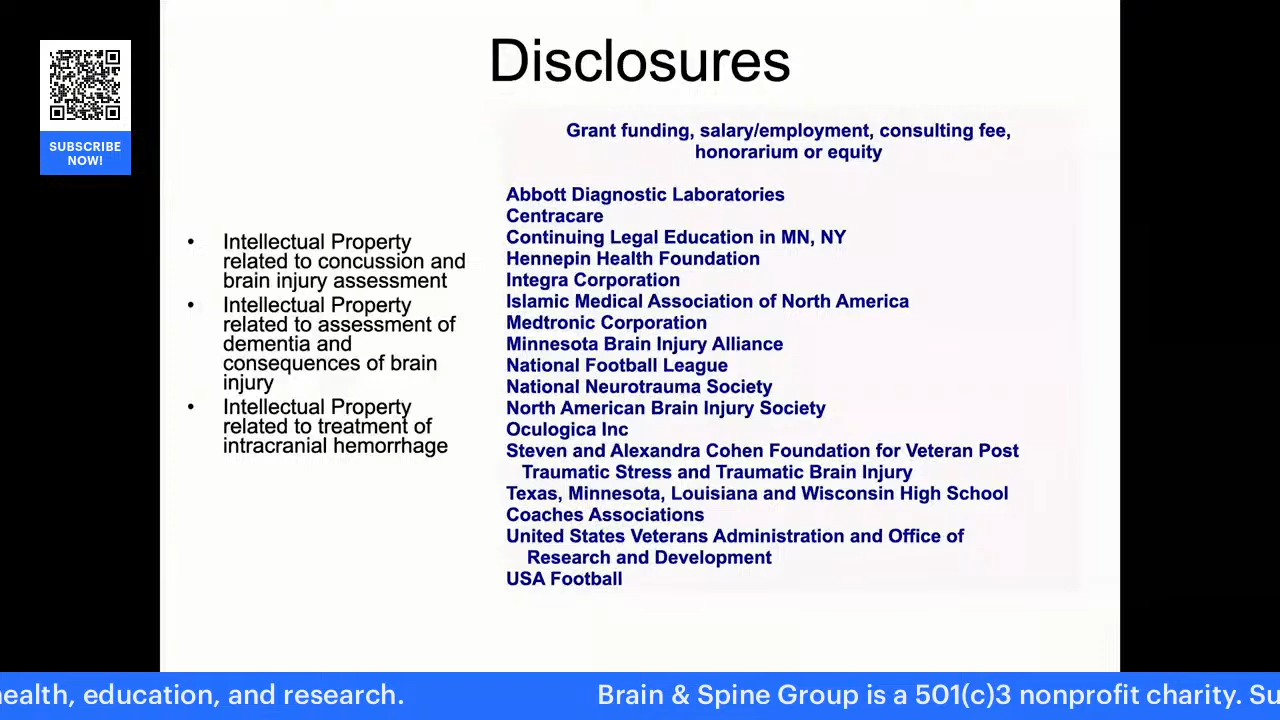 Disclosures
SUBSCRIBE
NOW!
• Intellectual Property
related to concussion and
brain injury assessment
• Intellectual Property
related to assessment of
dementia and
consequences of brain
injury
• Intellectual Property
related to treatment of
intracranial hemorrhage
Grant funding, salary/employment, consulting fee,
honorarium or equity
Abbott Diagnostic Laboratories
Centracare
Continuing Legal Education in MN, NY
Hennepin Health Foundation
Integra Corporation
Islamic Medical Association of North America
Medtronic Corporation
Minnesota Brain Injury Alliance
National Football League
National Neurotrauma Society
North American Brain Injury Society
Oculogica Inc
Steven and Alexandra Cohen Foundation for Veteran Post
Traumatic Stress and Traumatic Brain Injury
Texas, Minnesota, Louisiana and Wisconsin High School
Coaches Associations
United States Veterans Administration and Office of
Research and Development
USA Football
health, education, and research. Brain & Spine Group is a 501(c)3 nonprofit charity. Su